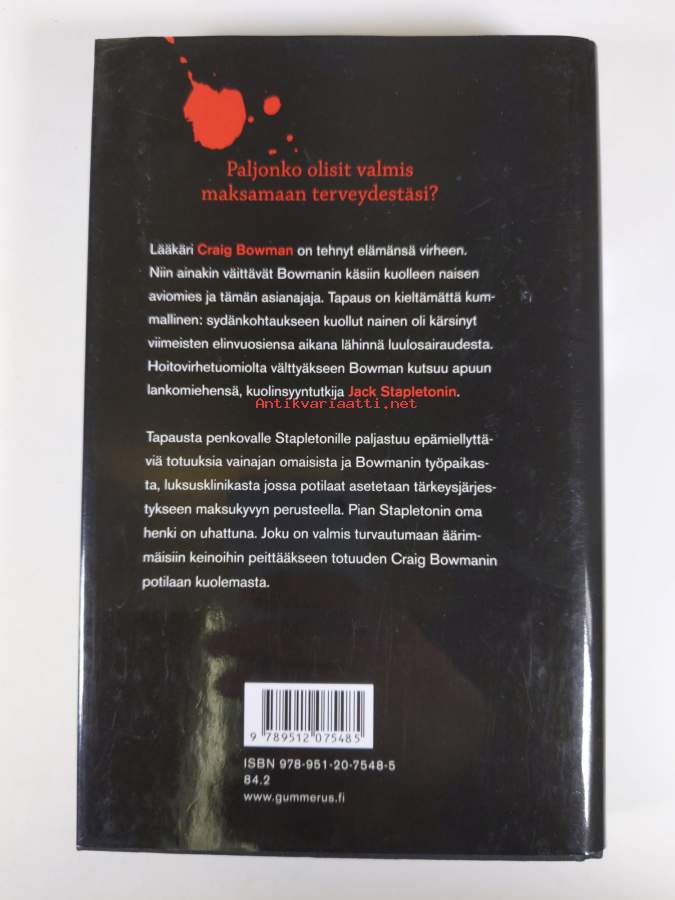 Paljonko olisit valmis
maksamaan terveydestäsi?
Lääkäri Craig Bowman on tehnyt elämänsä virheen.
Niin ainakin väittävät Bowmanin käsiin kuolleen naisen
aviomies ja tämän asianajaja. Tapaus on kieltämättä kum-
mallinen: sydänkohtaukseen kuollut nainen oli kärsinyt
viimeisten elinvuosiensa aikana lähinnä luulosairaudesta.
Hoitovirhetuomiolta välttyäkseen Bowman kutsuu apuun
lankomiehensä, kuolinsyyntutkija Jack Stapletonin.
Antikvariaatti.net
Tapausta penkovalle Stapletonille paljastuu epämiellyttä-
viä totuuksia vainajan omaisista ja Bowmanin työpaikas-
ta, luksusklinikasta jossa potilaat asetetaan tärkeysjärjes-
tykseen maksukyvyn perusteella. Pian Stapletonin oma
henki on uhattuna. Joku on valmis turvautumaan äärim-
mäisiin keinoihin peittääkseen totuuden Craig Bowmanin
potilaan kuolemasta.
9 789512 075485
ISBN 978-951-20-7548-5
84.2
www.gummerus.fi